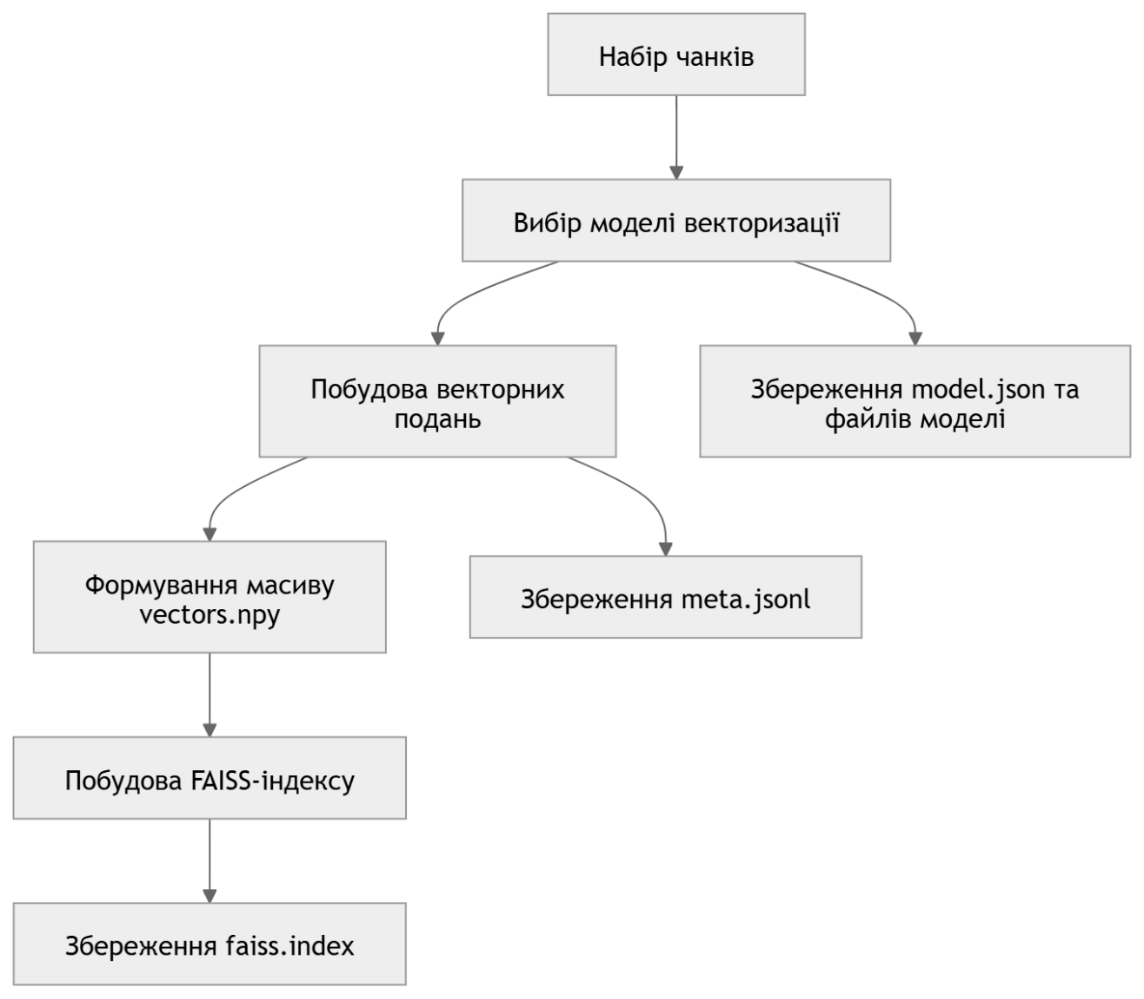 Набір чанків
Вибір моделі векторизації
Побудова векторних
подань
Збереження model.json та
файлів моделі
Формування масиву
vectors.npy
Збереження meta.jsonl
Побудова FAISS-індексу
Збереження faiss.index